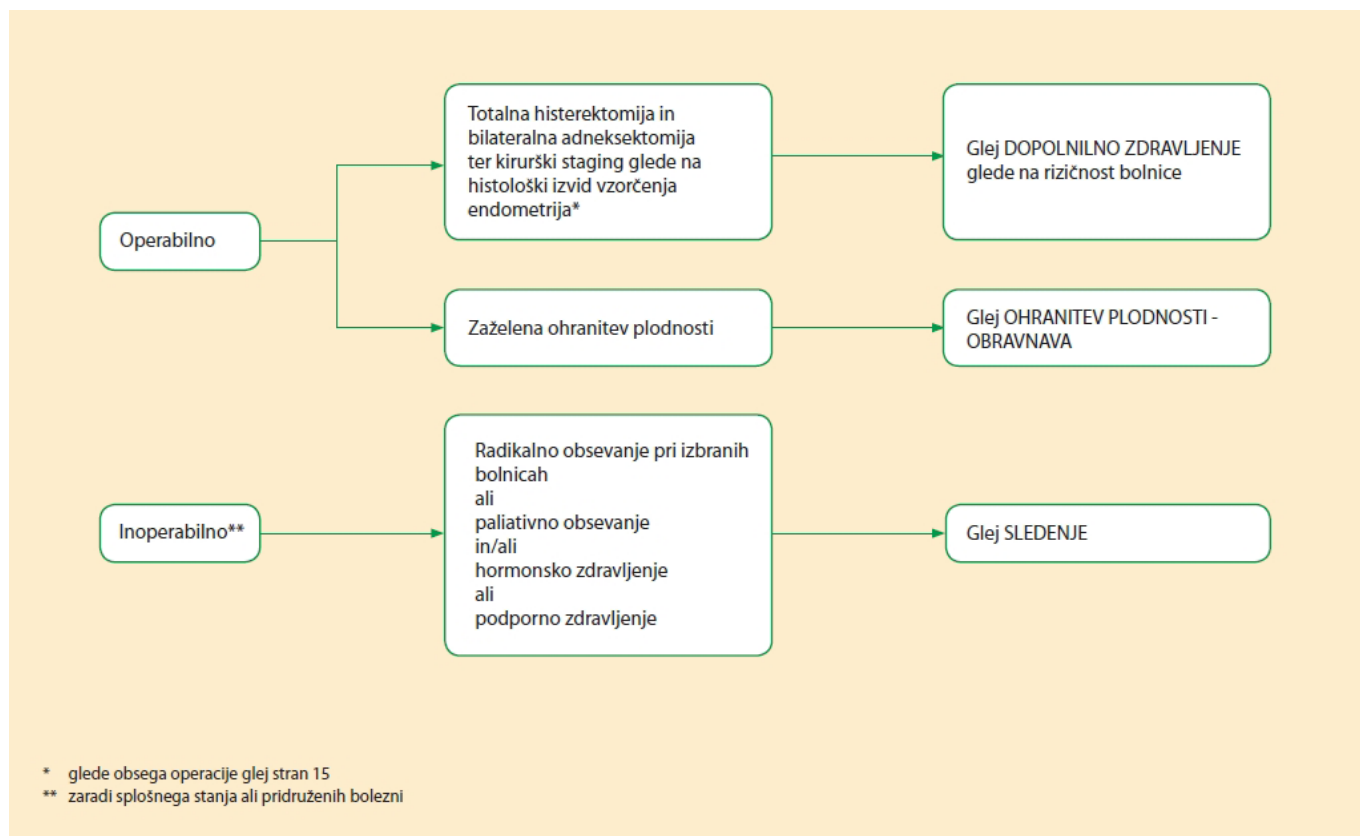 Operabilno
Totalna histerektomija in
bilateralna adneksektomija
ter kirurški staging glede na
histološki izvid vzorčenja
endometrija*
Glej DOPOLNILNO ZDRAVLJENJE
glede na rizičnost bolnice
Zaželena ohranitev plodnosti
Glej OHRANITEV PLODNOSTI -
OBRAVNAVA
Inoperabilno**
Radikalno obsevanje pri izbranih
bolnicah
ali
paliativno obsevanje
in/ali
hormonsko zdravljenje
ali
podporno zdravljenje
Glej SLEDENJE
* glede obsega operacije glej stran 15
** zaradi splošnega stanja ali pridruženih bolezni